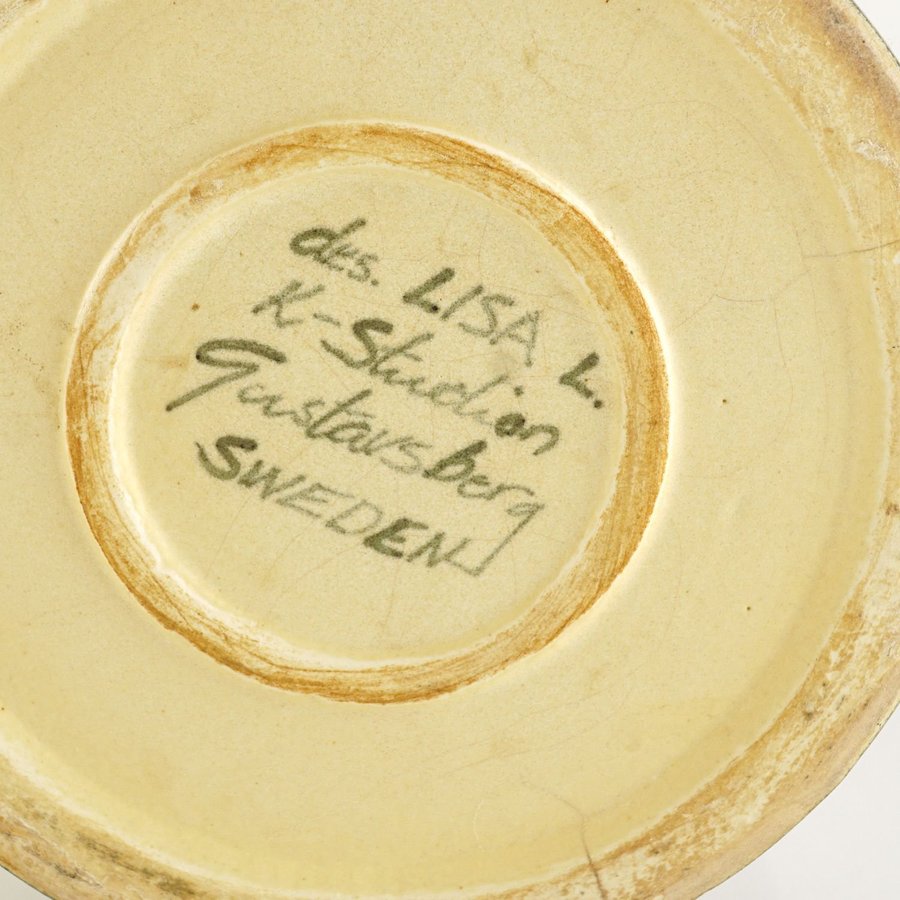 des. LISA L.
K-Studion
Gustavsberg
SWEDEN